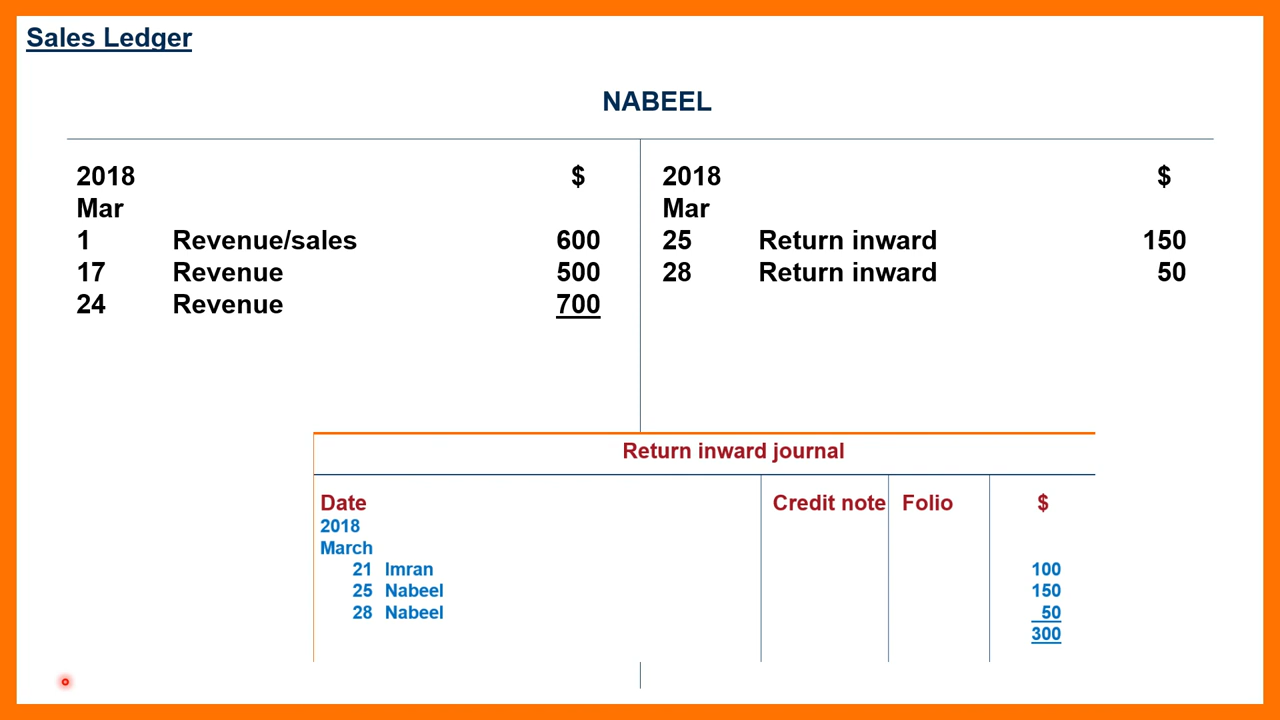 Sales Ledger
NABEEL
2018 $ 2018 $
Mar Mar
1 Revenue/sales 600 25 Return inward 150
17 Revenue 500 28 Return inward 50
24 Revenue 700
Return inward journal
Date Credit note Folio $
2018
March
21 Imran 100
25 Nabeel 150
28 Nabeel 50
300